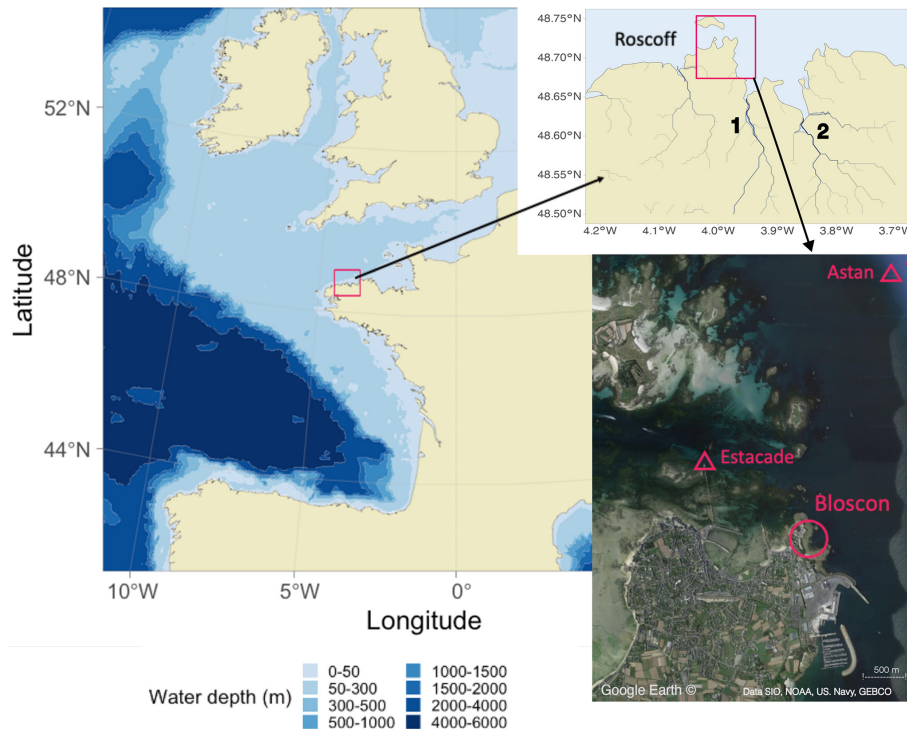 52°N
48°N
44°N
Latitude
10°W
5°W
0°
Longitude
Water depth (m)
0-50
50-300
300-500
500-1000
1000-1500
1500-2000
2000-4000
4000-6000
48.75°N
48.70°N
48.65°N
48.60°N
48.55°N
48.50°N
Roscoff
1
2
4.2°W
4.1°W
4.0°W
3.9°W
3.8°W
3.7°W
Astan
Estacade
Bloscon
500 m
Google Earth ©
Data SIO, NOAA, US. Navy, GEBCO